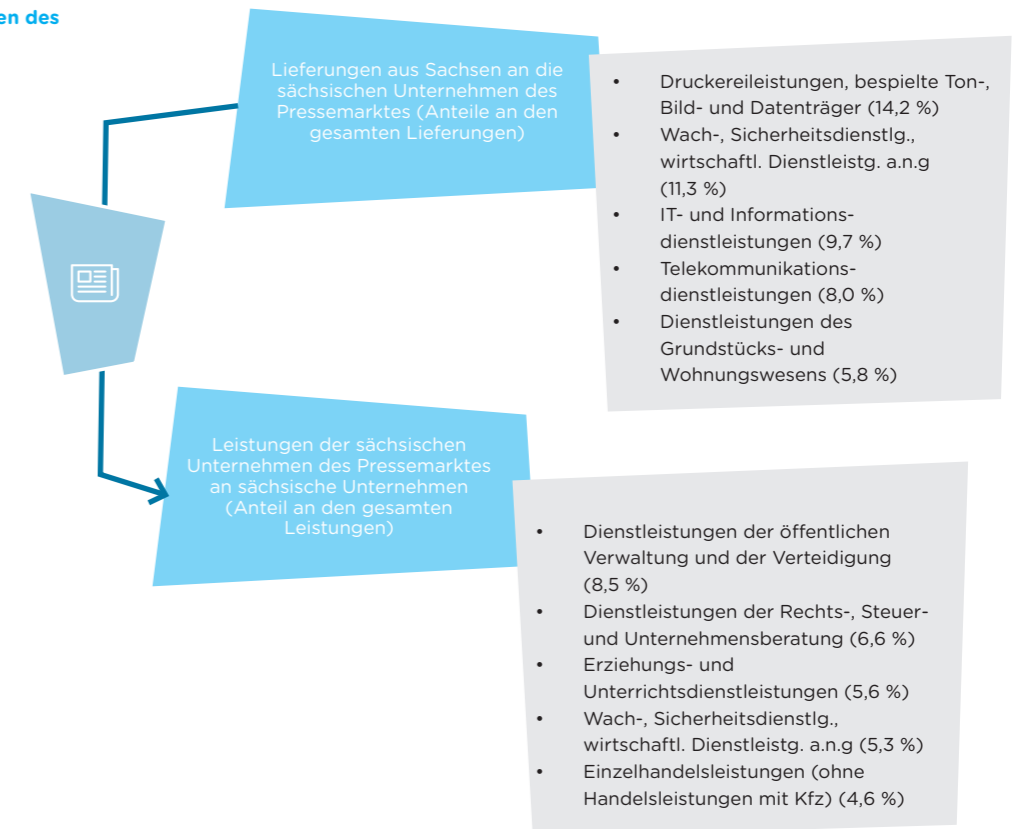 en des
Lieferungen aus Sachsen an die
sächsischen Unternehmen des
Pressemarktes (Anteile an den
gesamten Lieferungen)
• Druckereileistungen, bespielte Ton-,
Bild- und Datenträger (14,2 %)
• Wach-, Sicherheitsdienstlg.,
wirtschaftl. Dienstleistg. a.n.g
(11,3 %)
• IT- und Informations-
dienstleistungen (9,7 %)
• Telekommunikations-
dienstleistungen (8,0 %)
• Dienstleistungen des
Grundstücks- und
Wohnungswesens (5,8 %)
Leistungen der sächsischen
Unternehmen des Pressemarktes
an sächsische Unternehmen
(Anteil an den gesamten
Leistungen)
• Dienstleistungen der öffentlichen
Verwaltung und der Verteidigung
(8,5 %)
• Dienstleistungen der Rechts-, Steuer-
und Unternehmensberatung (6,6 %)
• Erziehungs- und
Unterrichtsdienstleistungen (5,6 %)
• Wach-, Sicherheitsdienstlg.,
wirtschaftl. Dienstleistg. a.n.g (5,3 %)
• Einzelhandelsleistungen (ohne
Handelsleistungen mit Kfz) (4,6 %)